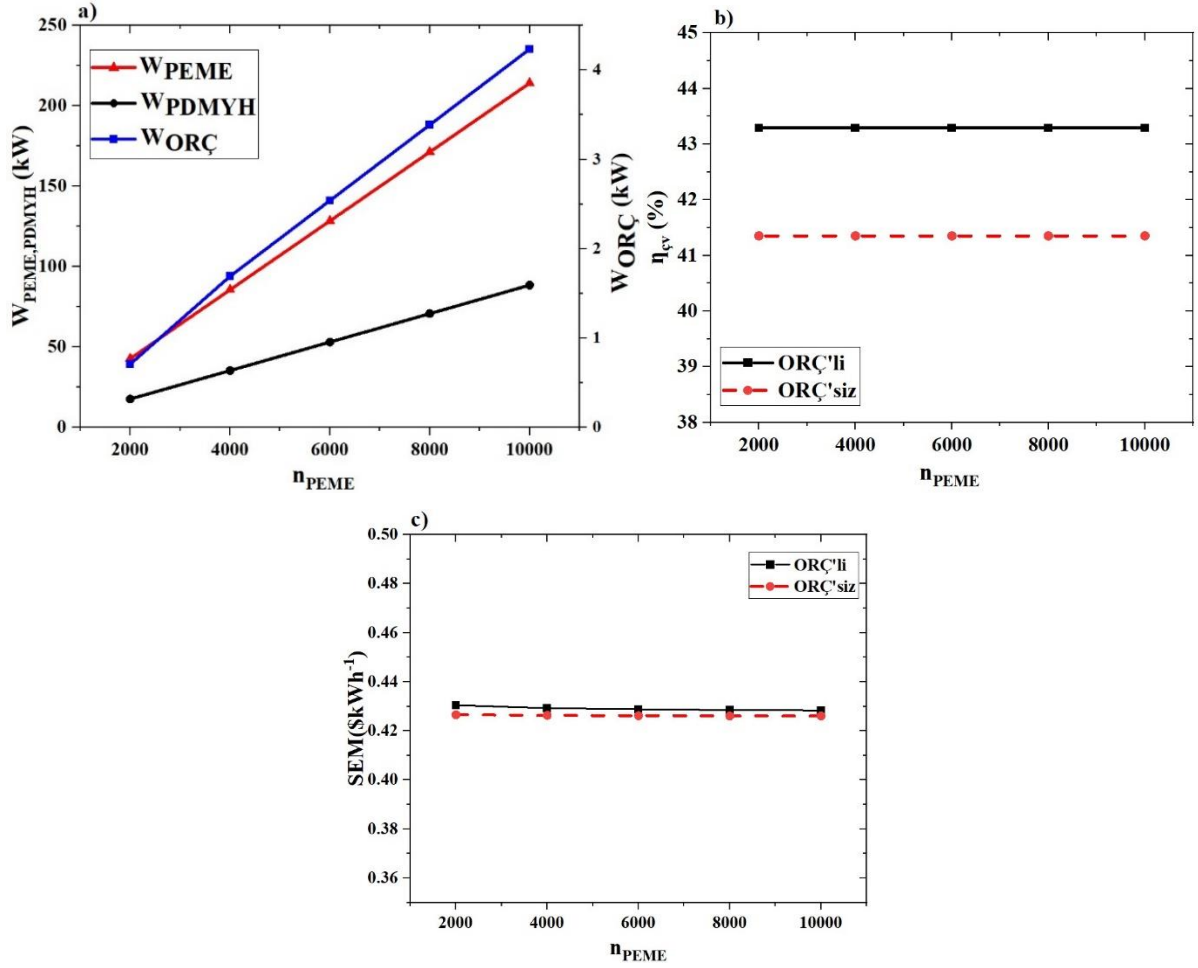 a)
250
200
150
100
50
0
W_PEME,PDMYH (kW)
W_PEME
W_PDMYH
W_ORÇ
4
3
2
1
0
W_ORÇ (kW)
2000 4000 6000 8000 10000
n_PEME
b)
45
44
43
42
41
40
39
38
η_çv (%)
ORÇ'li
ORÇ'siz
2000 4000 6000 8000 10000
n_PEME
c)
0.50
0.48
0.46
0.44
0.42
0.40
0.38
0.36
SEM($kWh⁻¹)
ORÇ'li
ORÇ'siz
2000 4000 6000 8000 10000
n_PEME